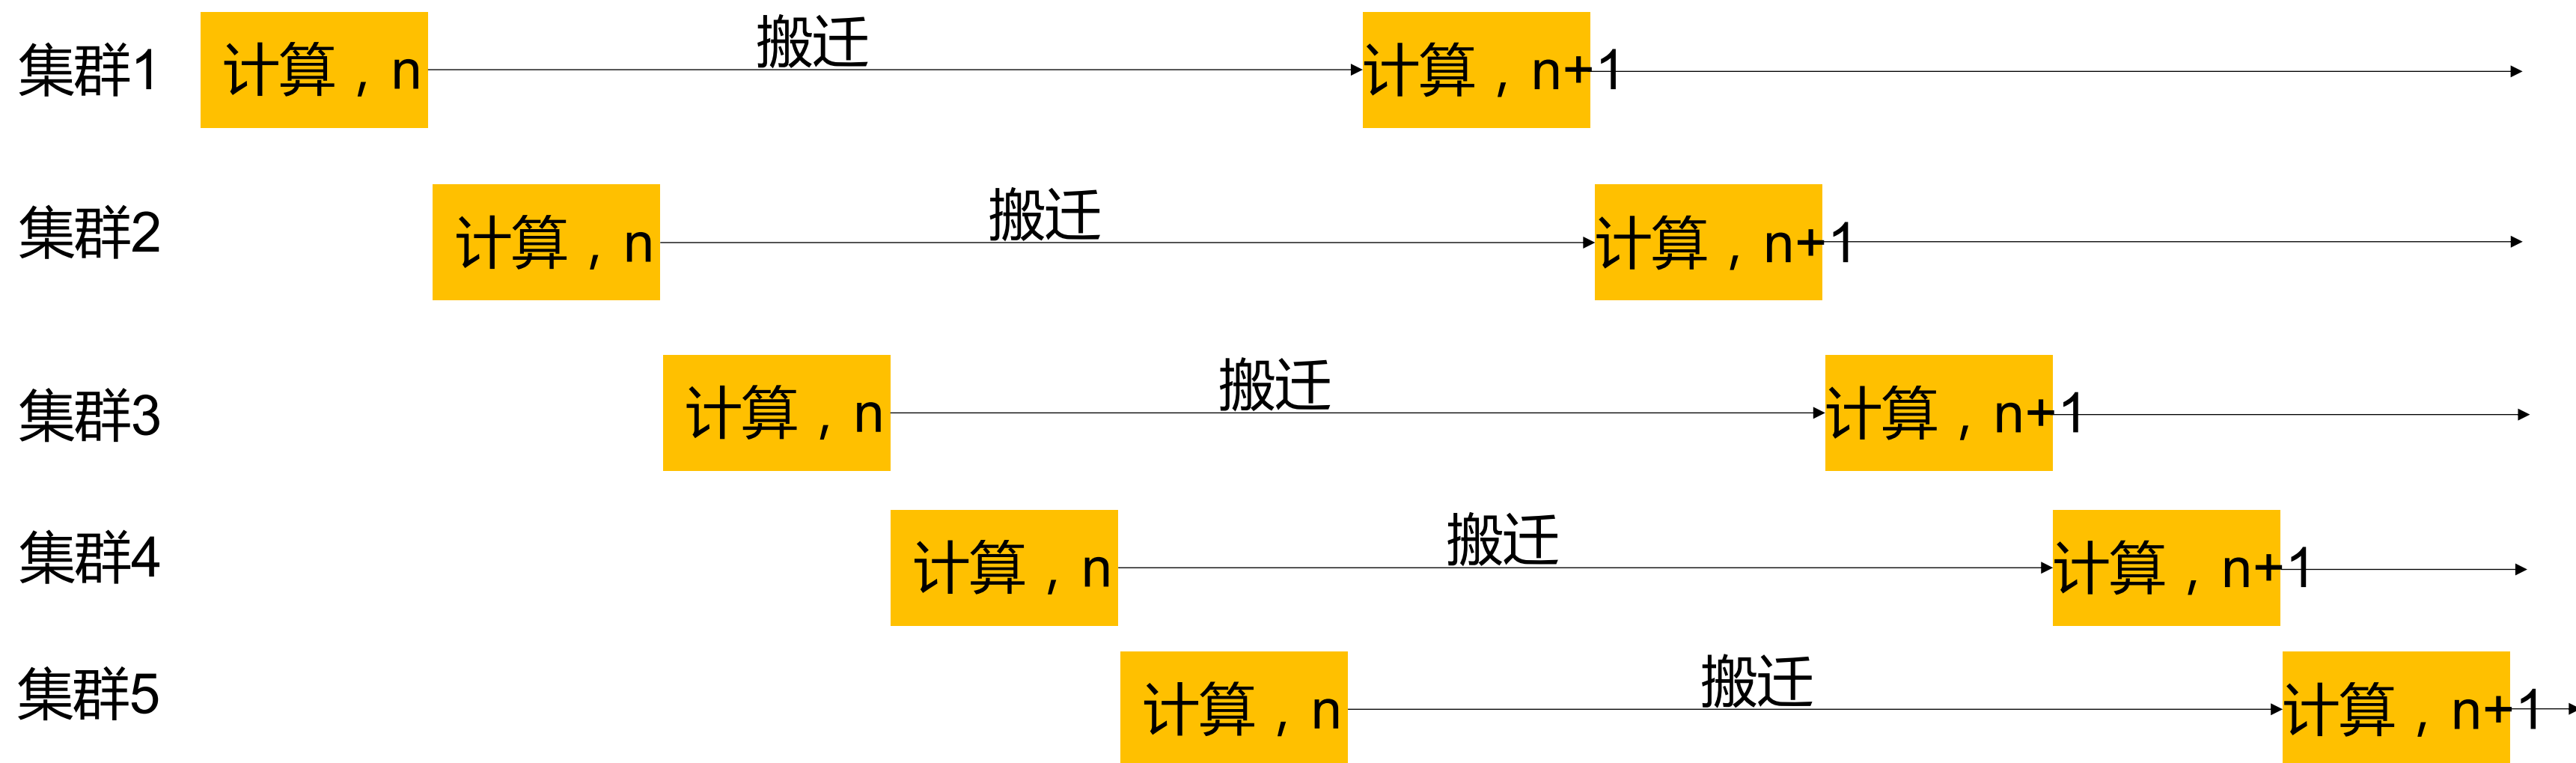 集群1 计算，n 搬迁 计算，n+1
集群2 计算，n 搬迁 计算，n+1
集群3 计算，n 搬迁 计算，n+1
集群4 计算，n 搬迁 计算，n+1
集群5 计算，n 搬迁 计算，n+1